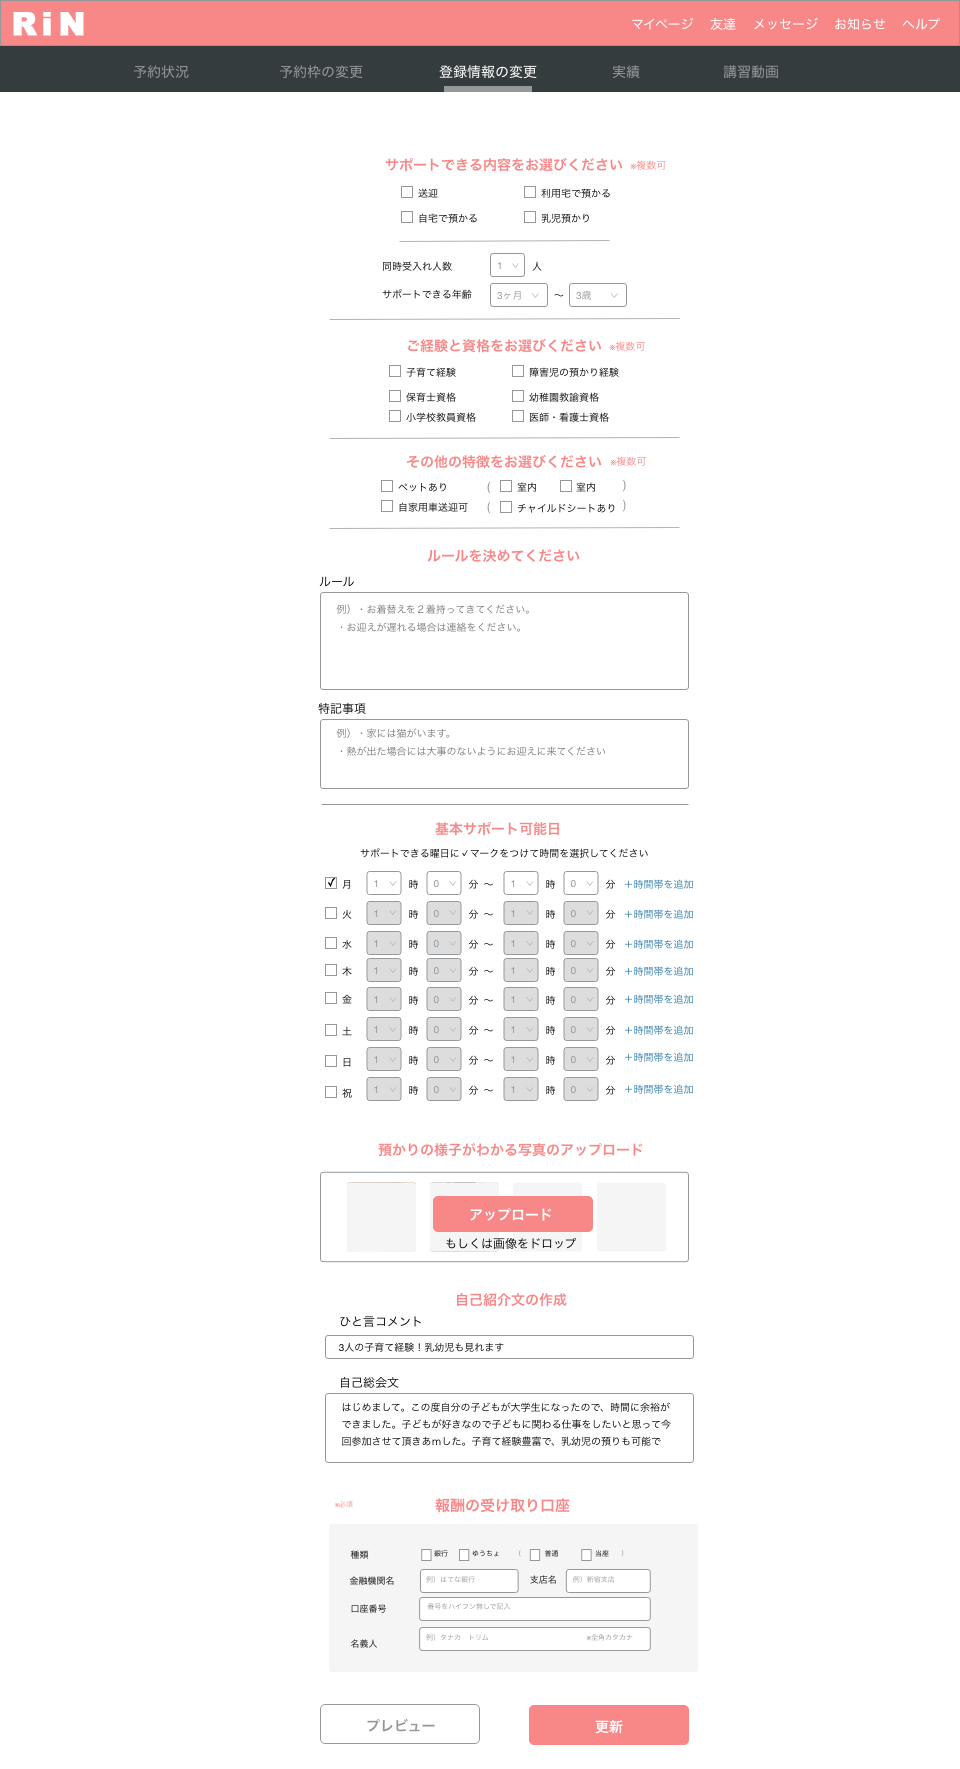 RiN マイページ 友達 メッセージ お知らせ ヘルプ
予約状況 予約枠の変更 登録情報の変更 実績 講習動画
サポートできる内容をお選びください ※複数可
送迎 利用宅で預かる
自宅で預かる 乳児預かり
同時受入れ人数 1 人
サポートできる年齢 3ヶ月 〜 3歳
ご経験と資格をお選びください ※複数可
子育て経験 障害児の預かり経験
保育士資格 幼稚園教諭資格
小学校教員資格 医師・看護士資格
その他の特徴をお選びください ※複数可
ペットあり ( 室内 室内 )
自家用車送迎可 ( チャイルドシートあり )
ルールを決めてください
ルール
例）・お着替えを２着持ってきてください。
・お迎えが遅れる場合は連絡をください。
特記事項
例）・家には猫がいます。
・熱が出た場合には大事のないようにお迎えに来てください
基本サポート可能日
サポートできる曜日に✓マークをつけて時間を選択してください
月 1 時 0 分 〜 1 時 0 分 ＋時間帯を追加
火 1 時 0 分 〜 1 時 0 分 ＋時間帯を追加
水 1 時 0 分 〜 1 時 0 分 ＋時間帯を追加
木 1 時 0 分 〜 1 時 0 分 ＋時間帯を追加
金 1 時 0 分 〜 1 時 0 分 ＋時間帯を追加
土 1 時 0 分 〜 1 時 0 分 ＋時間帯を追加
日 1 時 0 分 〜 1 時 0 分 ＋時間帯を追加
祝 1 時 0 分 〜 1 時 0 分 ＋時間帯を追加
預かりの様子がわかる写真のアップロード
アップロード
もしくは画像をドロップ
自己紹介文の作成
ひと言コメント
3人の子育て経験！乳幼児も見れます
自己総会文
はじめまして。この度自分の子どもが大学生になったので、時間に余裕が
できました。子どもが好きなので子どもに関わる仕事をしたいと思って今
回参加させて頂きあmした。子育て経験豊富で、乳幼児の預りも可能で
※必須 報酬の受け取り口座
種類 銀行 ゆうちょ ( 普通 当座 )
金融機関名 例）はてな銀行 支店名 例）新宿支店
口座番号 番号をハイフン無しで記入
名義人 例）タナカ　トリム ※全角カタカナ
プレビュー 更新